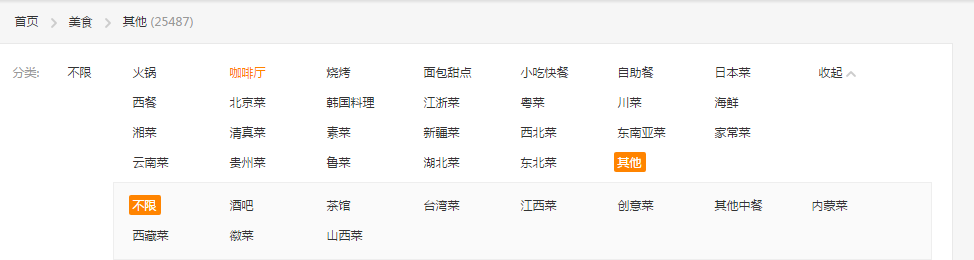 首页 > 美食 > 其他 (25487)
分类: 不限 火锅 咖啡厅 烧烤 面包甜点 小吃快餐 自助餐 日本菜 收起
西餐 北京菜 韩国料理 江浙菜 粤菜 川菜 海鲜
湘菜 清真菜 素菜 新疆菜 西北菜 东南亚菜 家常菜
云南菜 贵州菜 鲁菜 湖北菜 东北菜 其他
不限 酒吧 茶馆 台湾菜 江西菜 创意菜 其他中餐 内蒙菜
西藏菜 徽菜 山西菜